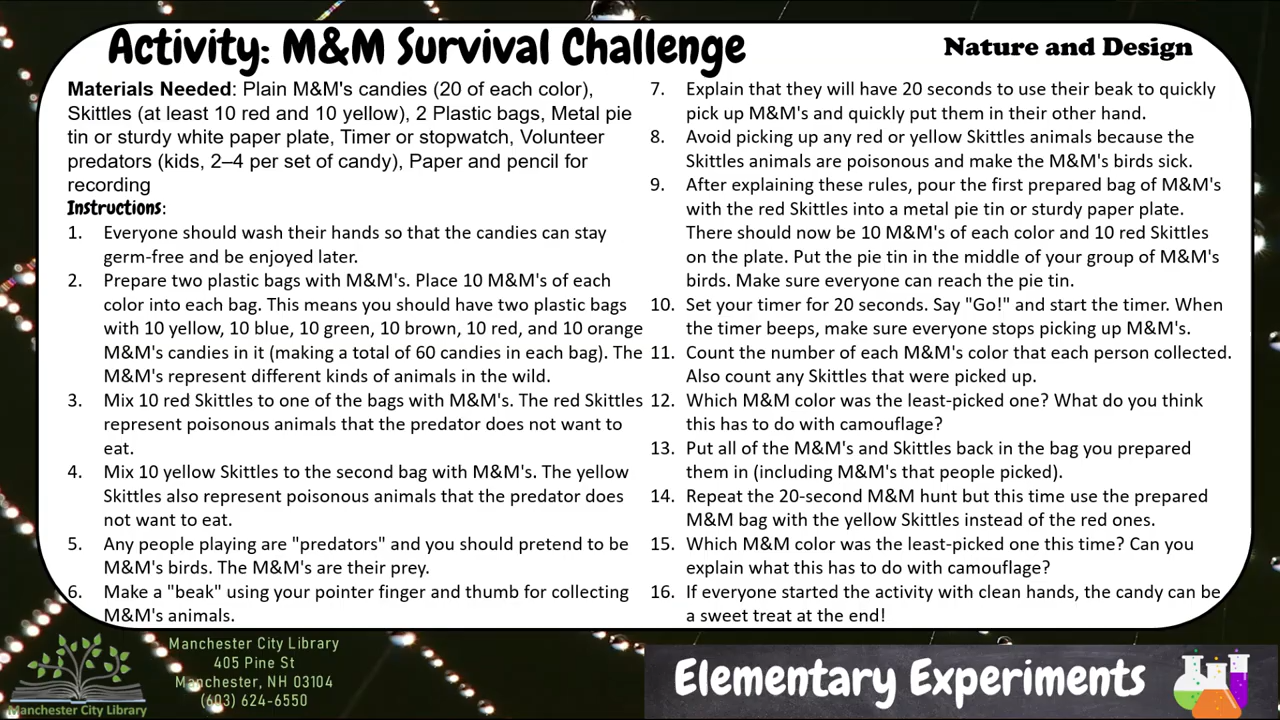 Activity: M&M Survival Challenge
Nature and Design
Materials Needed: Plain M&M's candies (20 of each color),
Skittles (at least 10 red and 10 yellow), 2 Plastic bags, Metal pie
tin or sturdy white paper plate, Timer or stopwatch, Volunteer
predators (kids, 2–4 per set of candy), Paper and pencil for
recording
Instructions:
1. Everyone should wash their hands so that the candies can stay
germ-free and be enjoyed later.
2. Prepare two plastic bags with M&M's. Place 10 M&M's of each
color into each bag. This means you should have two plastic bags
with 10 yellow, 10 blue, 10 green, 10 brown, 10 red, and 10 orange
M&M's candies in it (making a total of 60 candies in each bag). The
M&M's represent different kinds of animals in the wild.
3. Mix 10 red Skittles to one of the bags with M&M's. The red Skittles
represent poisonous animals that the predator does not want to
eat.
4. Mix 10 yellow Skittles to the second bag with M&M's. The yellow
Skittles also represent poisonous animals that the predator does
not want to eat.
5. Any people playing are "predators" and you should pretend to be
M&M's birds. The M&M's are their prey.
6. Make a "beak" using your pointer finger and thumb for collecting
M&M's animals.
7. Explain that they will have 20 seconds to use their beak to quickly
pick up M&M's and quickly put them in their other hand.
8. Avoid picking up any red or yellow Skittles animals because the
Skittles animals are poisonous and make the M&M's birds sick.
9. After explaining these rules, pour the first prepared bag of M&M's
with the red Skittles into a metal pie tin or sturdy paper plate.
There should now be 10 M&M's of each color and 10 red Skittles
on the plate. Put the pie tin in the middle of your group of M&M's
birds. Make sure everyone can reach the pie tin.
10. Set your timer for 20 seconds. Say "Go!" and start the timer. When
the timer beeps, make sure everyone stops picking up M&M's.
11. Count the number of each M&M's color that each person collected.
Also count any Skittles that were picked up.
12. Which M&M color was the least-picked one? What do you think
this has to do with camouflage?
13. Put all of the M&M's and Skittles back in the bag you prepared
them in (including M&M's that people picked).
14. Repeat the 20-second M&M hunt but this time use the prepared
M&M bag with the yellow Skittles instead of the red ones.
15. Which M&M color was the least-picked one this time? Can you
explain what this has to do with camouflage?
16. If everyone started the activity with clean hands, the candy can be
a sweet treat at the end!
Manchester City Library
Manchester City Library
405 Pine St
Manchester, NH 03104
(603) 624-6550
Elementary Experiments